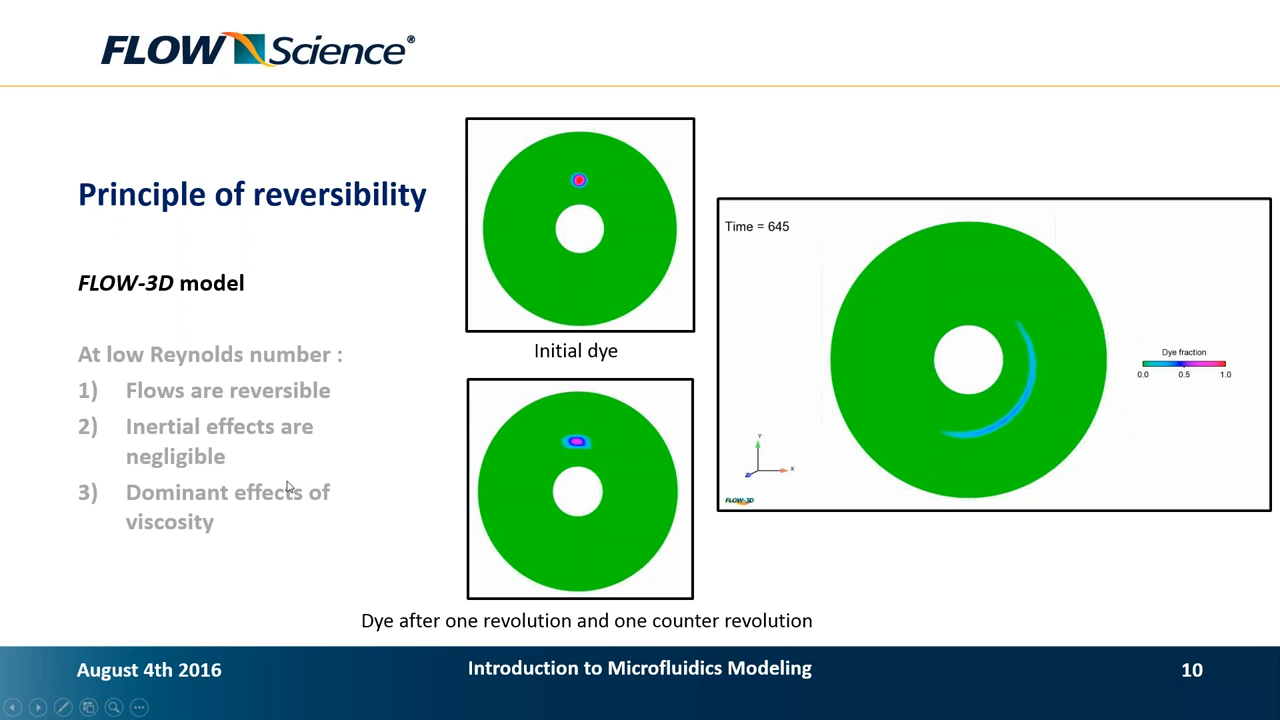 FLOW Science®
Principle of reversibility
FLOW-3D model
At low Reynolds number :
1) Flows are reversible
2) Inertial effects are
negligible
3) Dominant effects of
viscosity
Initial dye
Dye after one revolution and one counter revolution
Time = 645
Dye fraction
0.0 0.5 1.0
Y
X
Z
FLOW-3D
August 4th 2016
Introduction to Microfluidics Modeling
10